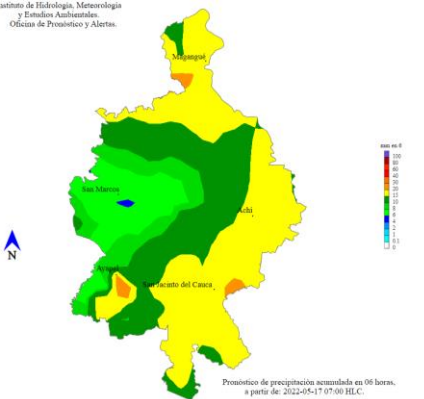 stituto de Hidrología, Meteorología
y Estudios Ambientales.
Oficina de Pronóstico y Alertas.
Magangué
San Marcos
Achí
Ayapel
San Jacinto del Cauca
N
mm en 6
100
80
60
40
30
20
15
10
8
6
4
2
1
0.1
0
Pronóstico de precipitación acumulada en 06 horas,
a partir de: 2022-05-17 07:00 HLC.